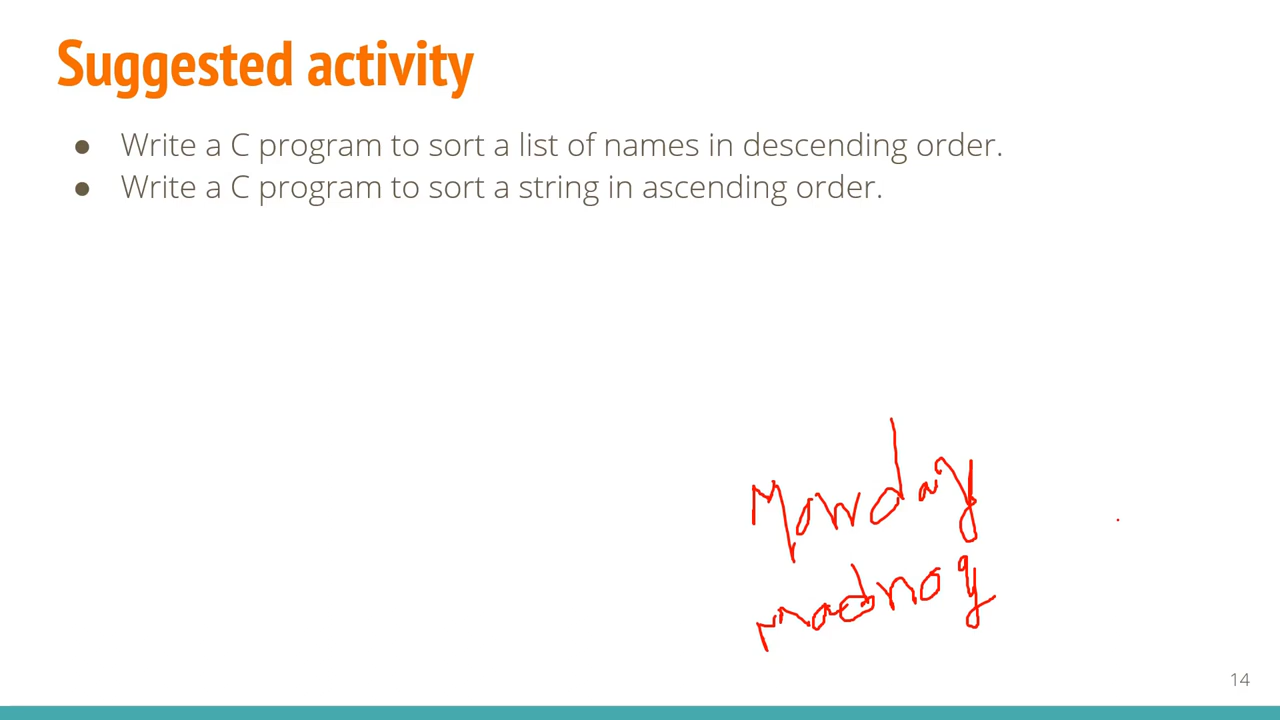 Suggested activity
● Write a C program to sort a list of names in descending order.
● Write a C program to sort a string in ascending order.
Monday
Madnoy
14